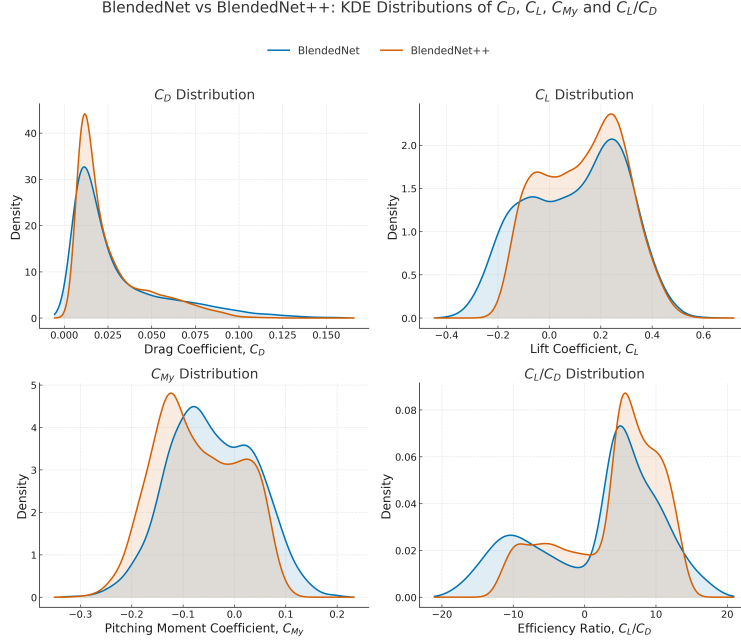 BlendedNet vs BlendedNet++: KDE Distributions of C_D, C_L, C_My and C_L/C_D
BlendedNet
BlendedNet++
C_D Distribution
Density
40
30
20
10
0
0.000 0.025 0.050 0.075 0.100 0.125 0.150
Drag Coefficient, C_D
C_L Distribution
Density
2.0
1.5
1.0
0.5
0.0
−0.4 −0.2 0.0 0.2 0.4 0.6
Lift Coefficient, C_L
C_My Distribution
Density
5
4
3
2
1
0
−0.3 −0.2 −0.1 0.0 0.1 0.2
Pitching Moment Coefficient, C_My
C_L/C_D Distribution
Density
0.08
0.06
0.04
0.02
0.00
−20 −10 0 10 20
Efficiency Ratio, C_L/C_D